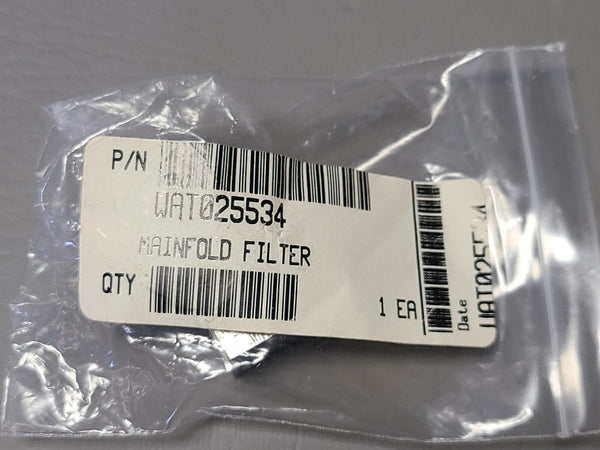 P/N
WAT025534
MAINFOLD FILTER
QTY
1 EA
Date